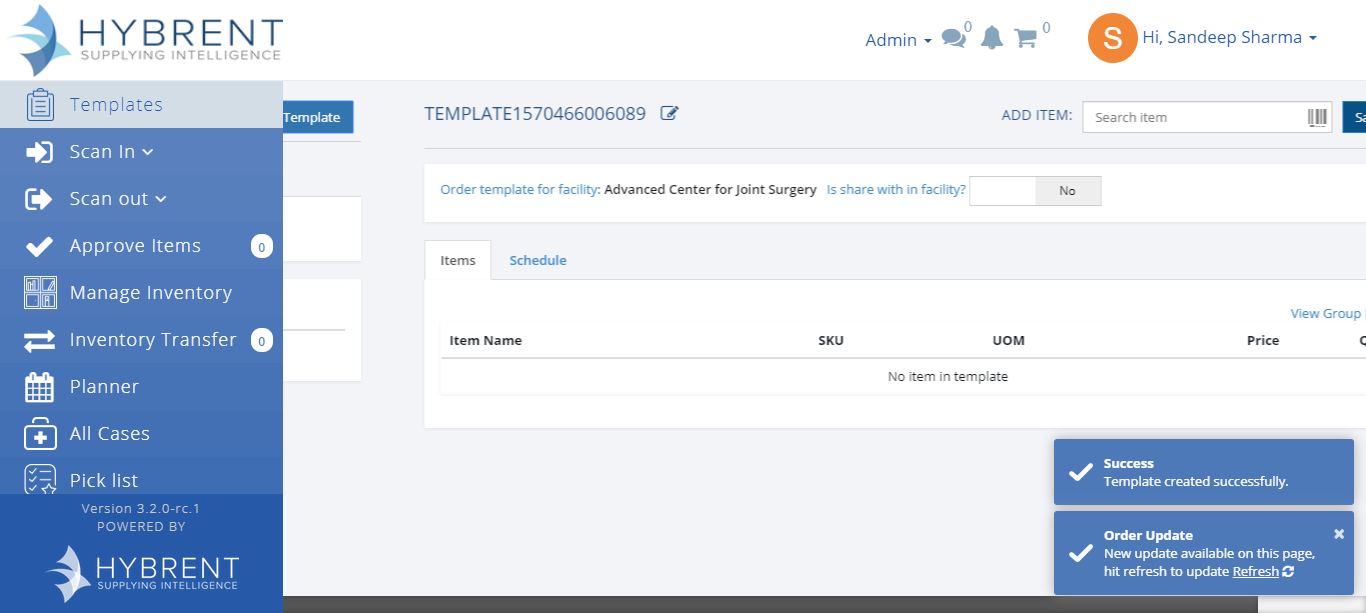 HYBRENT
SUPPLYING INTELLIGENCE
Admin
0
0
S
Hi, Sandeep Sharma
Templates
Scan In
Scan out
Approve Items
0
Manage Inventory
Inventory Transfer
0
Planner
All Cases
Pick list
Version 3.2.0-rc.1
POWERED BY
HYBRENT
SUPPLYING INTELLIGENCE
Template
TEMPLATE1570466006089
ADD ITEM:
Search item
Order template for facility: Advanced Center for Joint Surgery Is share with in facility?
No
Items
Schedule
View Group
Item Name
SKU
UOM
Price
No item in template
Success
Template created successfully.
Order Update
New update available on this page,
hit refresh to update Refresh